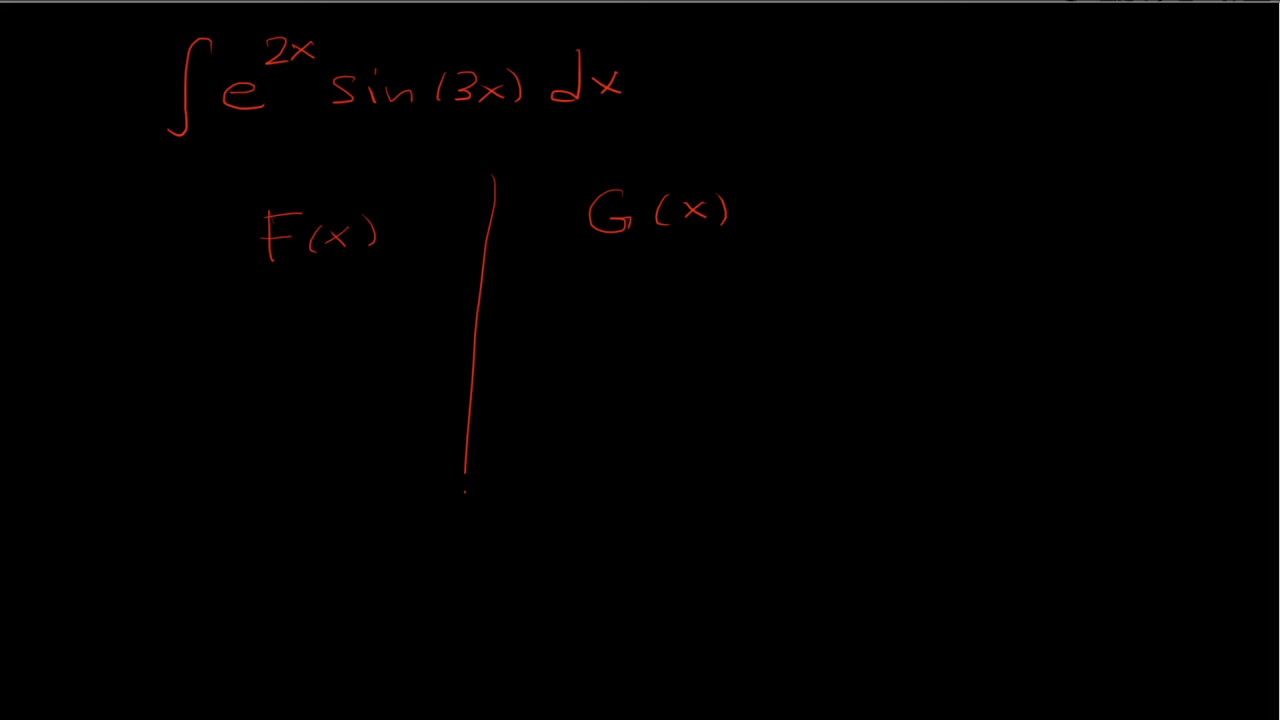 ∫ e^{2x} sin(3x) dx
F(x) G(x)